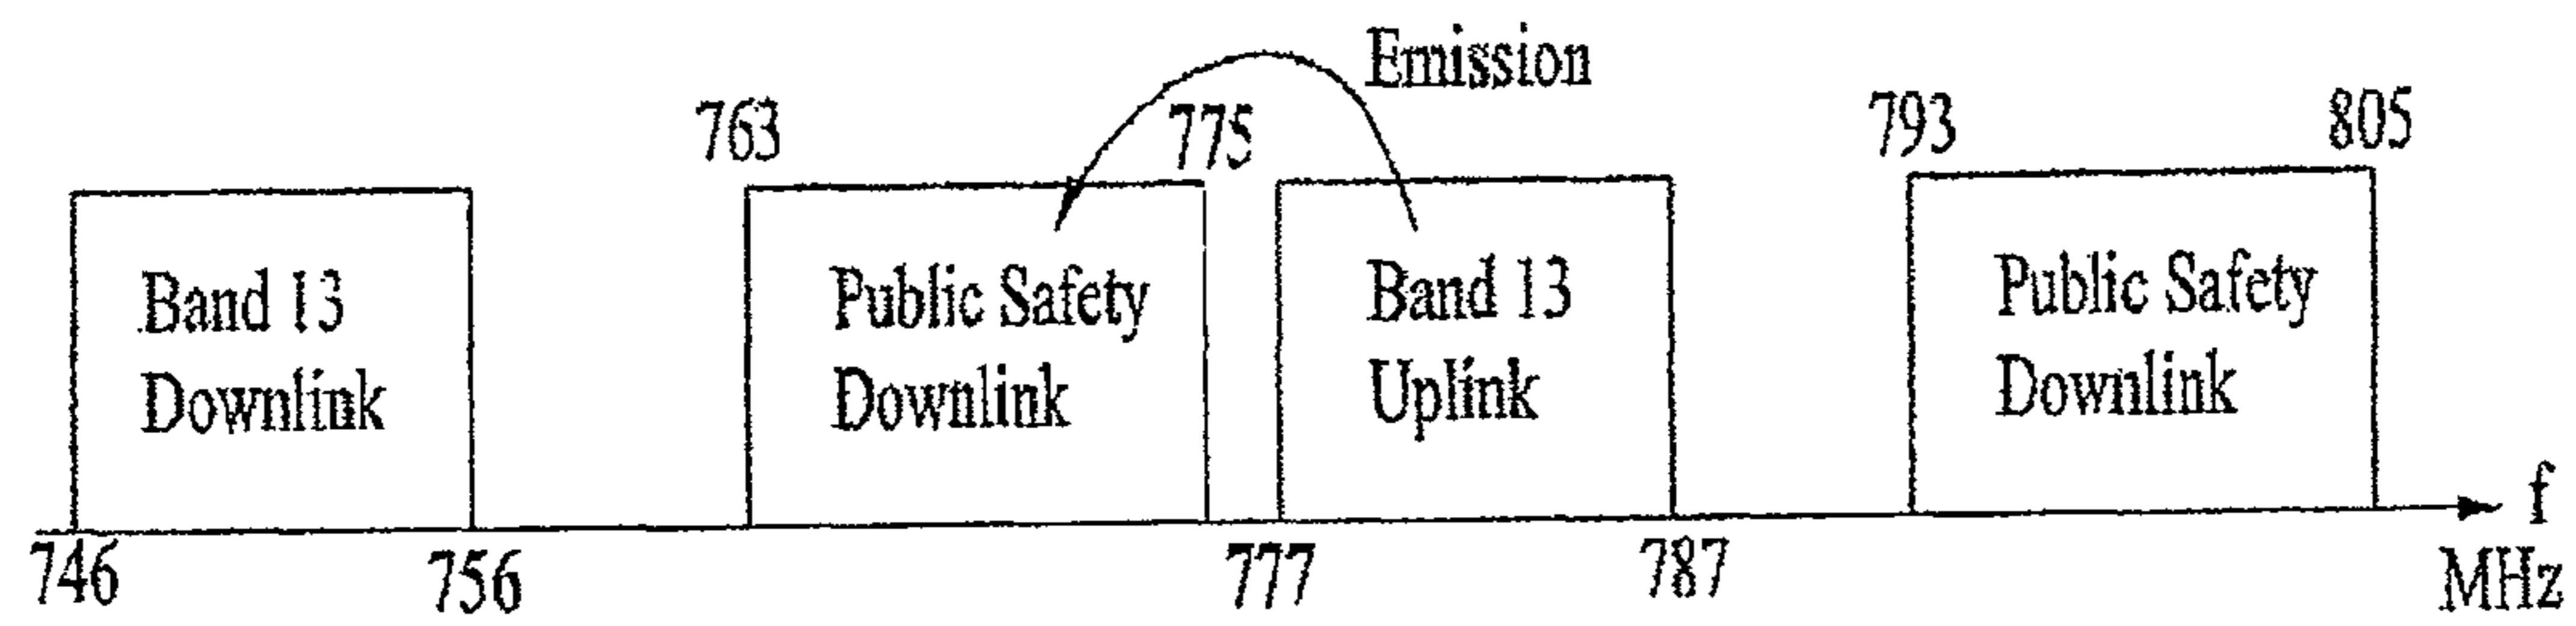 Emission
763
775
793
805
Band 13
Downlink
Public Safety
Downlink
Band 13
Uplink
Public Safety
Downlink
f
MHz
746
756
777
787